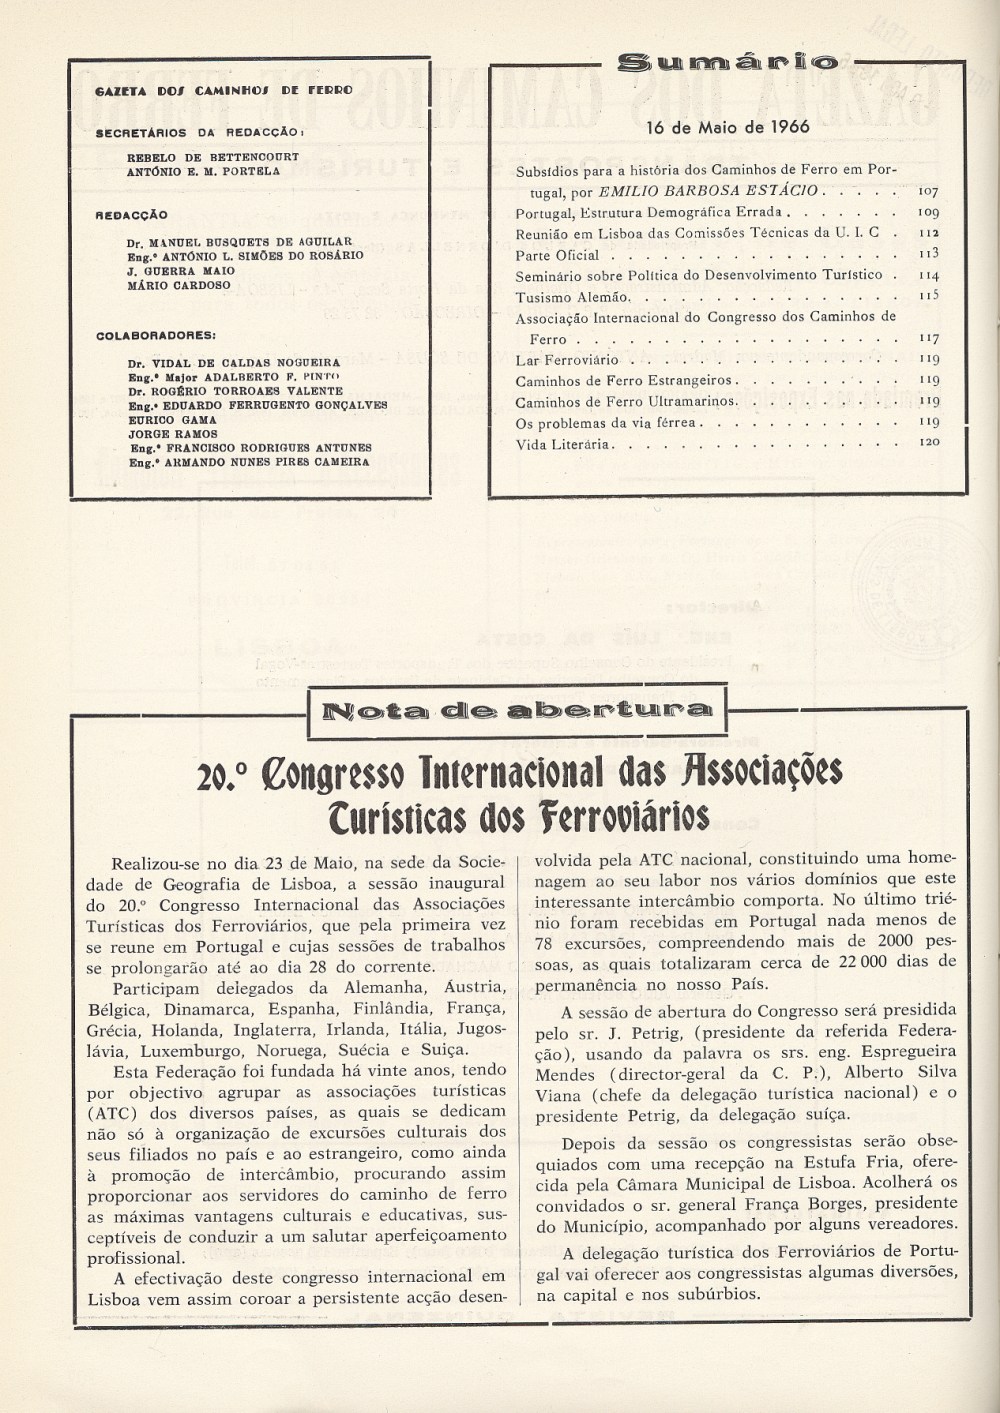 GAZETA DOS CAMINHOS DE FERRO
SECRETÁRIOS DA REDACÇÃO:
REBELO DE BETTENCOURT
ANTÓNIO E. M. PORTELA
REDACÇÃO
Dr. MANUEL BUSQUETS DE AGUILAR
Eng.º ANTÓNIO L. SIMÕES DO ROSÁRIO
J. GUERRA MAIO
MÁRIO CARDOSO
COLABORADORES:
Dr. VIDAL DE CALDAS NOGUEIRA
Eng.º Major ADALBERTO F. PINTO
Dr. ROGÉRIO TORROAES VALENTE
Eng.º EDUARDO FERRUGENTO GONÇALVES
EURICO GAMA
JORGE RAMOS
Eng.º FRANCISCO RODRIGUES ANTUNES
Eng.º ARMANDO NUNES PIRES CAMEIRA
Sumário
16 de Maio de 1966
Subsídios para a história dos Caminhos de Ferro em Por-
tugal, por EMILIO BARBOSA ESTÁCIO . . . . . 107
Portugal, Estrutura Demográfica Errada . . . . . . . 109
Reunião em Lisboa das Comissões Técnicas da U. I. C . 112
Parte Oficial . . . . . . . . . . . . . . . . 113
Seminário sobre Política do Desenvolvimento Turístico . 114
Tusismo Alemão. . . . . . . . . . . . . . . 115
Associação Internacional do Congresso dos Caminhos de
Ferro . . . . . . . . . . . . . . . . . . 117
Lar Ferroviário . . . . . . . . . . . . . . . 119
Caminhos de Ferro Estrangeiros . . . . . . . . . . 119
Caminhos de Ferro Ultramarinos. . . . . . . . . . 119
Os problemas da via férrea . . . . . . . . . . . . 119
Vida Literária. . . . . . . . . . . . . . . . 120
Nota de abertura
20.º Congresso Internacional das Associações
Turísticas dos Ferroviários
Realizou-se no dia 23 de Maio, na sede da Socie-
dade de Geografia de Lisboa, a sessão inaugural
do 20.º Congresso Internacional das Associações
Turísticas dos Ferroviários, que pela primeira vez
se reune em Portugal e cujas sessões de trabalhos
se prolongarão até ao dia 28 do corrente.
Participam delegados da Alemanha, Áustria,
Bélgica, Dinamarca, Espanha, Finlândia, França,
Grécia, Holanda, Inglaterra, Irlanda, Itália, Jugos-
lávia, Luxemburgo, Noruega, Suécia e Suiça.
Esta Federação foi fundada há vinte anos, tendo
por objectivo agrupar as associações turísticas
(ATC) dos diversos países, as quais se dedicam
não só à organização de excursões culturais dos
seus filiados no país e ao estrangeiro, como ainda
à promoção de intercâmbio, procurando assim
proporcionar aos servidores do caminho de ferro
as máximas vantagens culturais e educativas, sus-
ceptíveis de conduzir a um salutar aperfeiçoamento
profissional.
A efectivação deste congresso internacional em
Lisboa vem assim coroar a persistente acção desen-
volvida pela ATC nacional, constituindo uma home-
nagem ao seu labor nos vários domínios que este
interessante intercâmbio comporta. No último trié-
nio foram recebidas em Portugal nada menos de
78 excursões, compreendendo mais de 2000 pes-
soas, as quais totalizaram cerca de 22 000 dias de
permanência no nosso País.
A sessão de abertura do Congresso será presidida
pelo sr. J. Petrig, (presidente da referida Federa-
ção), usando da palavra os srs. eng. Espregueira
Mendes (director-geral da C. P.), Alberto Silva
Viana (chefe da delegação turística nacional) e o
presidente Petrig, da delegação suíça.
Depois da sessão os congressistas serão obse-
quiados com uma recepção na Estufa Fria, ofere-
cida pela Câmara Municipal de Lisboa. Acolherá os
convidados o sr. general França Borges, presidente
do Município, acompanhado por alguns vereadores.
A delegação turística dos Ferroviários de Portu-
gal vai oferecer aos congressistas algumas diversões,
na capital e nos subúrbios.